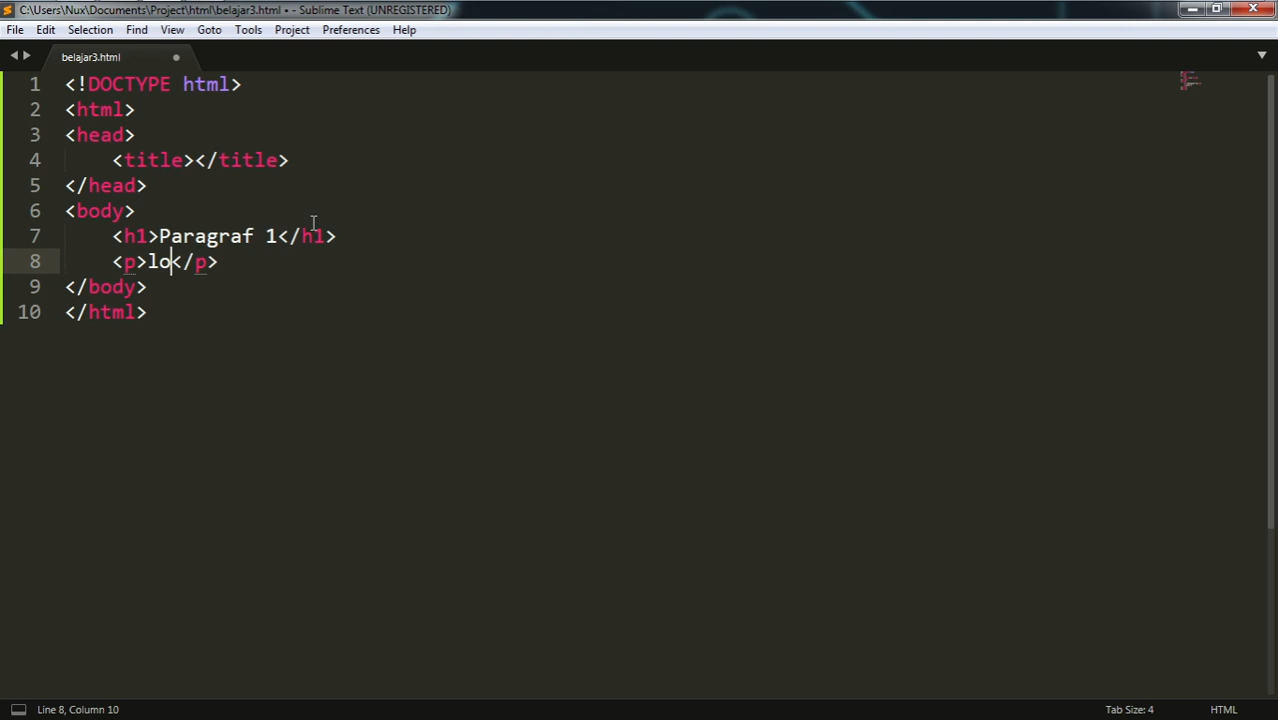 C:\Users\Nux\Documents\Project\html\belajar3.html • - Sublime Text (UNREGISTERED)
File Edit Selection Find View Goto Tools Project Preferences Help
belajar3.html
1 <!DOCTYPE html>
2 <html>
3 <head>
4 <title></title>
5 </head>
6 <body>
7 <h1>Paragraf 1</h1>
8 <p>lo</p>
9 </body>
10 </html>
Line 8, Column 10 Tab Size: 4 HTML